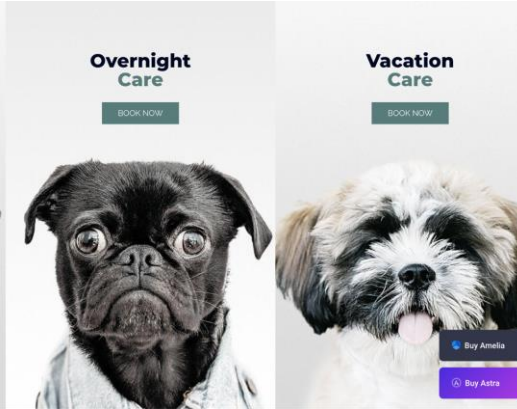 Overnight
Care
BOOK NOW
Vacation
Care
BOOK NOW
Buy Amelia
Buy Astra